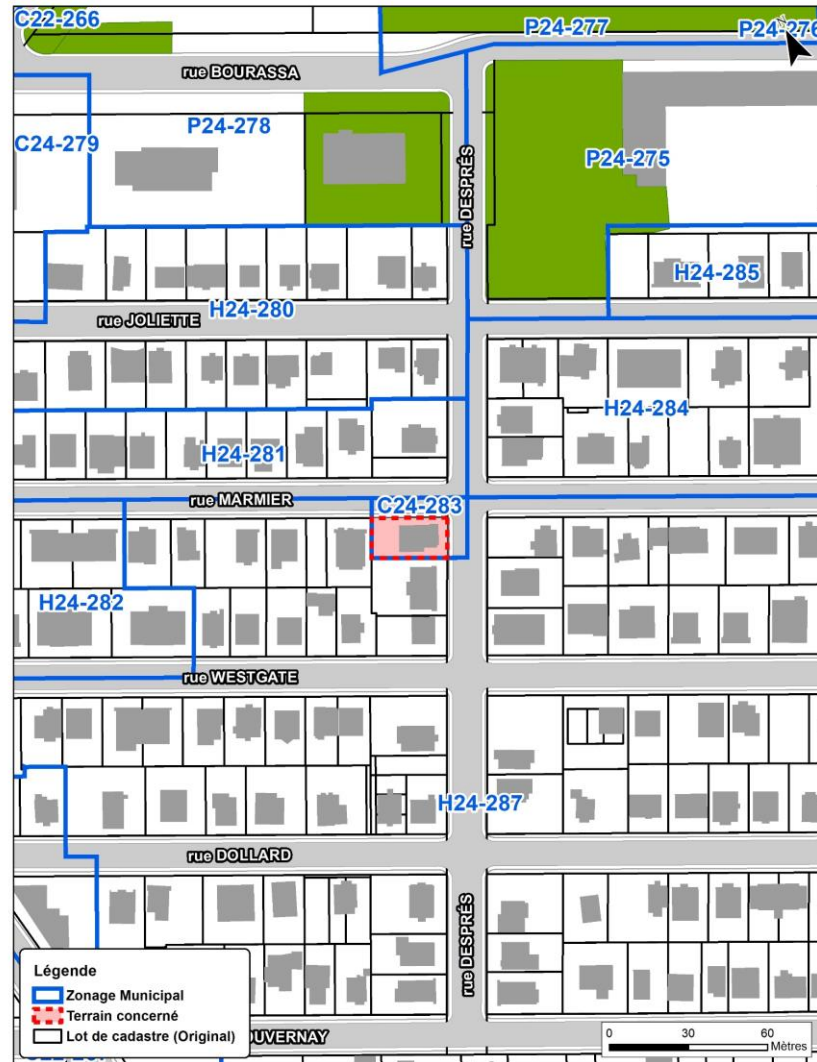 C22-266
P24-277
P24-276
rue BOURASSA
P24-278
C24-279
P24-275
rue DESPRÉS
H24-285
H24-280
rue JOLIETTE
H24-284
H24-281
rue MARMIER
C24-283
H24-282
rue WESTGATE
H24-287
rue DOLLARD
rue DESPRÉS
Légende
Zonage Municipal
Terrain concerné
Lot de cadastre (Original)
OUVERNAY
0 30 60
Mètres